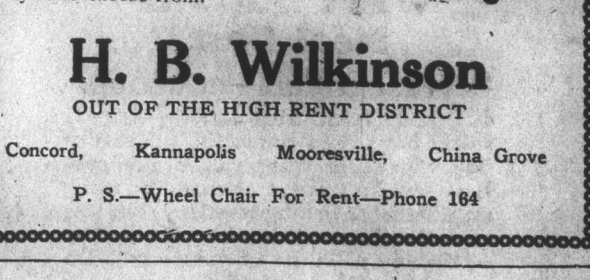 H. B. Wilkinson
OUT OF THE HIGH RENT DISTRICT
Concord, Kannapolis Mooresville, China Grove
P. S.—Wheel Chair For Rent—Phone 164